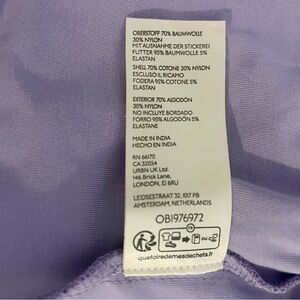 OBERSTOFF 70% BAUMWOLLE
30% NYLON
MIT AUSNAHME DER STICKEREI
FUTTER 95% BAUMWOLLE 5%
ELASTAN
SHELL 70% COTONE 30% NYLON
ESCLUSO IL RICAMO
FODERA 95% COTONE 5%
ELASTAN
EXTERIOR 70% ALGODÓN
30% NYLON
NO INCLUYE BORDADO
FORRO 95% ALGODÓN 5%
ELASTANE
MADE IN INDIA
HECHO EN INDIA
RN 66170
CA 32054
URBN UK Ltd.
146 Brick Lane,
LONDON, E1 6RU
LEIDSESTRAAT 32, 1017 PB
AMSTERDAM, NETHERLANDS
OBI976972
FR
quefairedemesdechets.fr